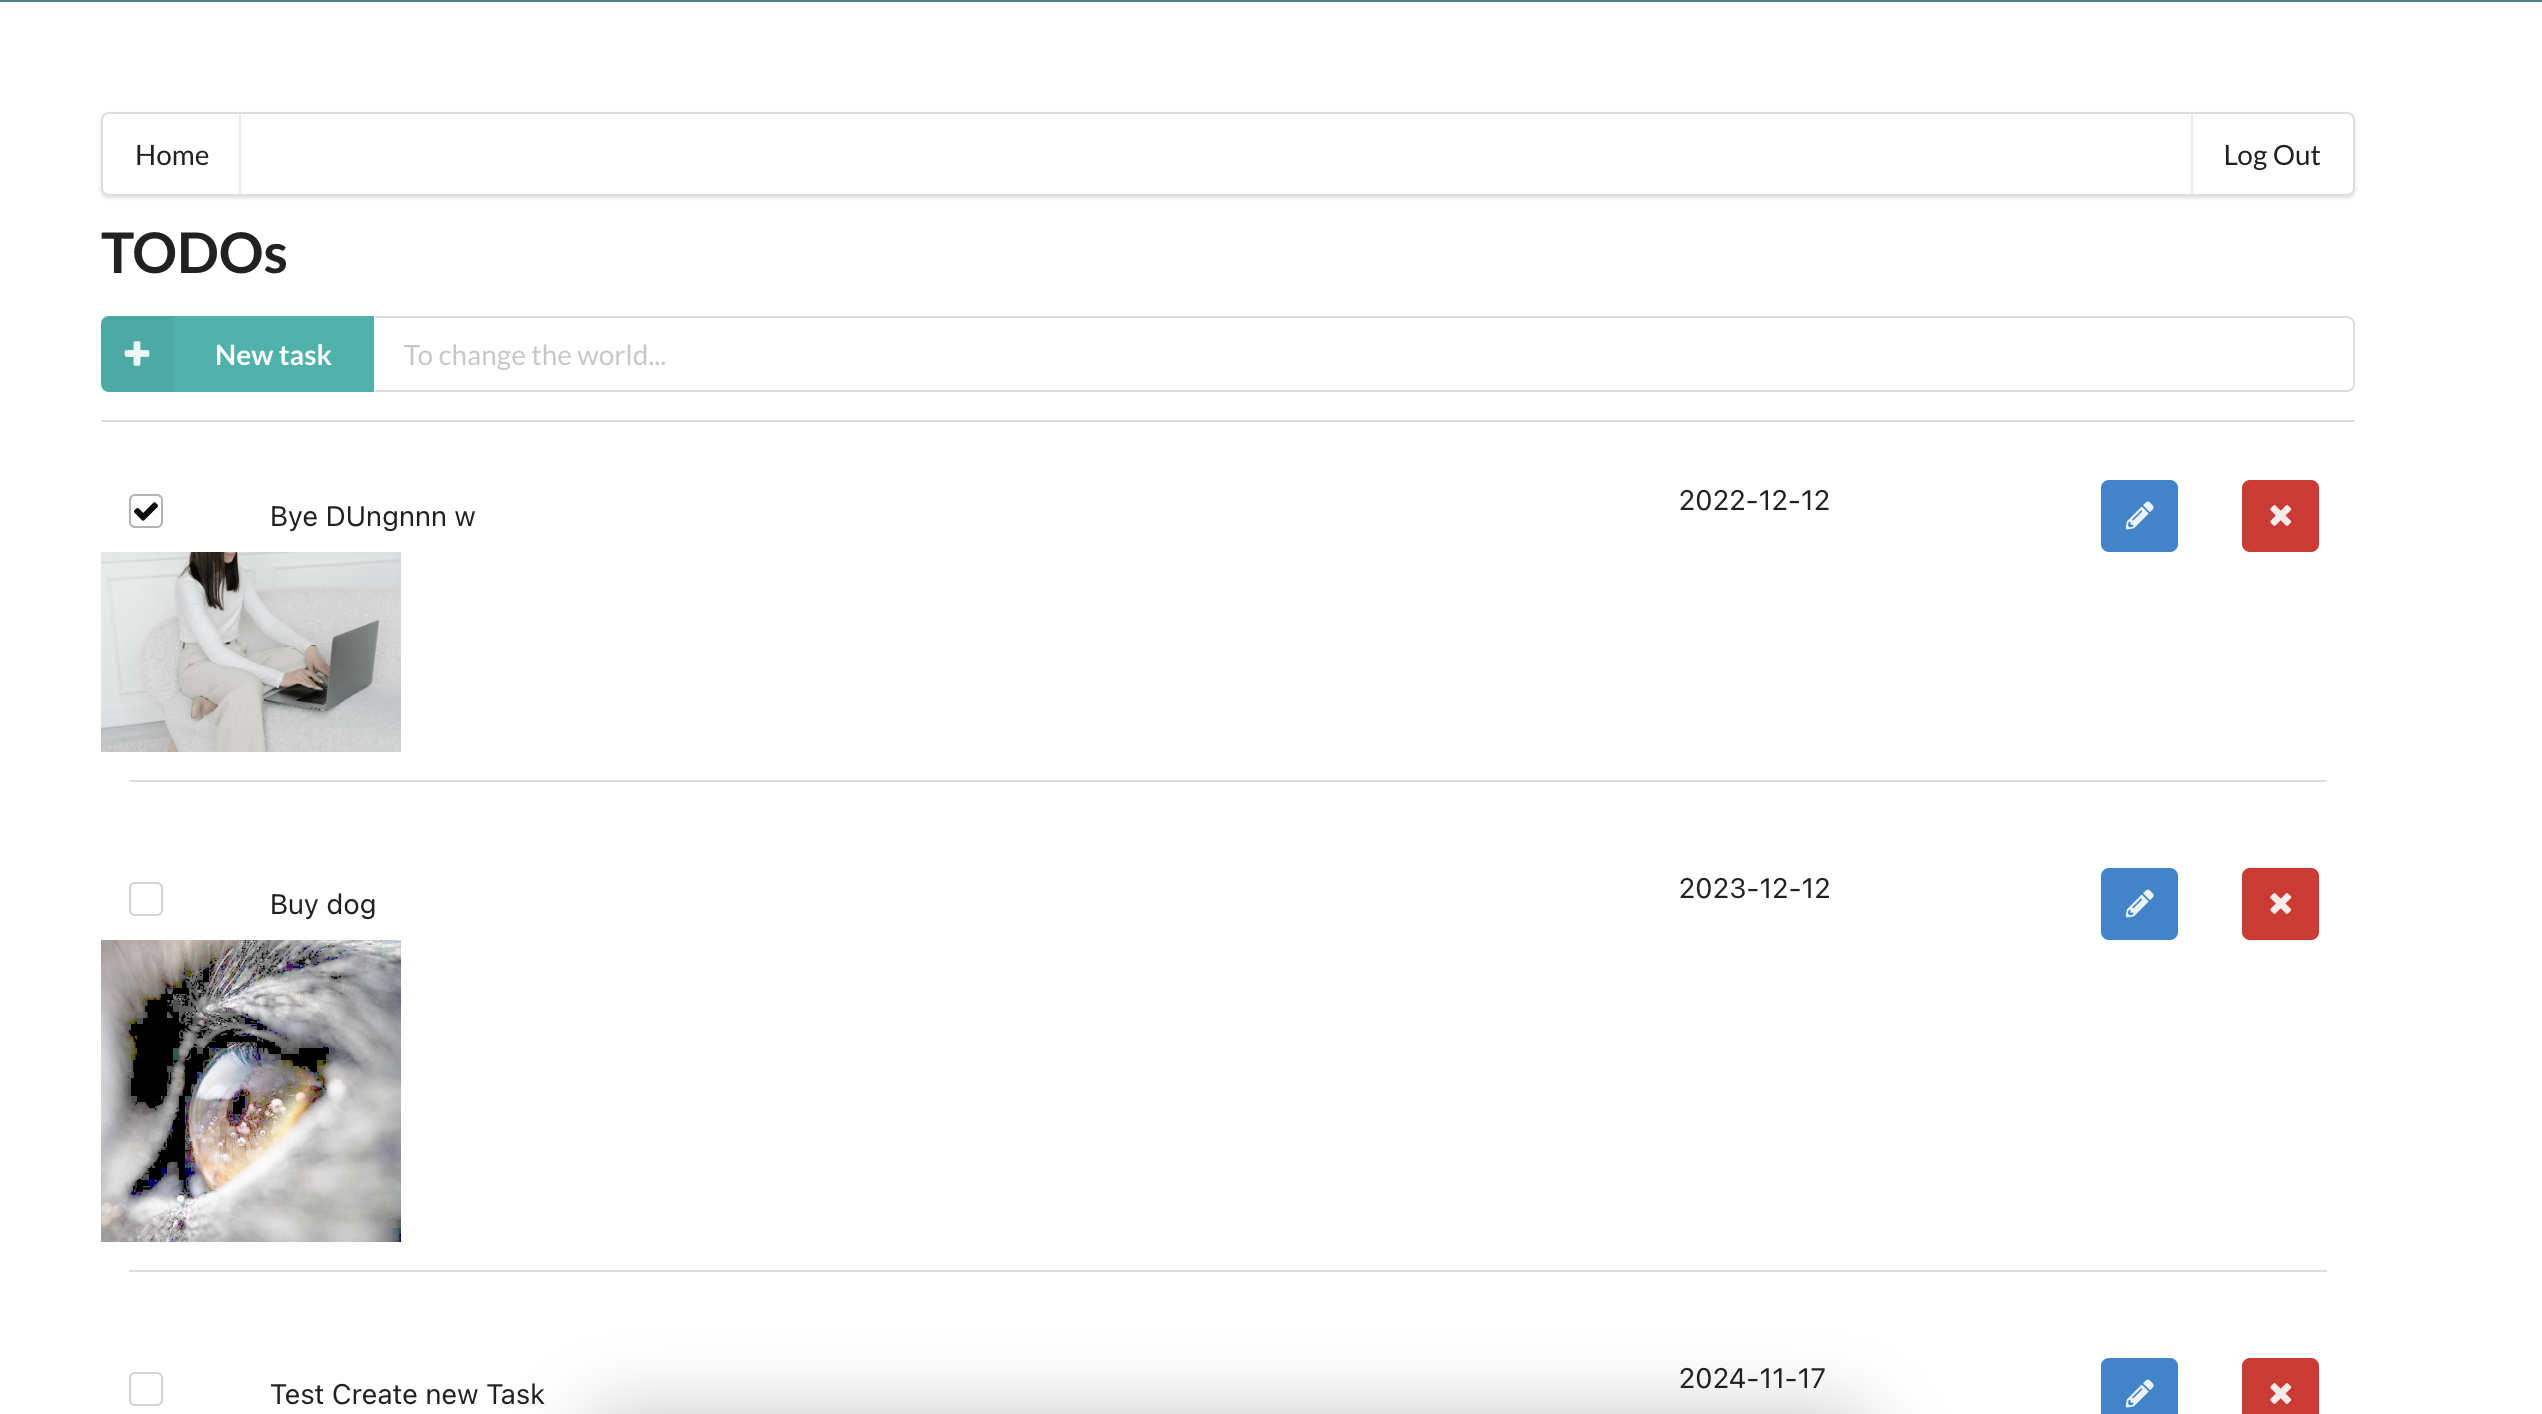 Home
Log Out
TODOs
New task
To change the world...
Bye DUngnnn w
2022-12-12
Buy dog
2023-12-12
Test Create new Task
2024-11-17